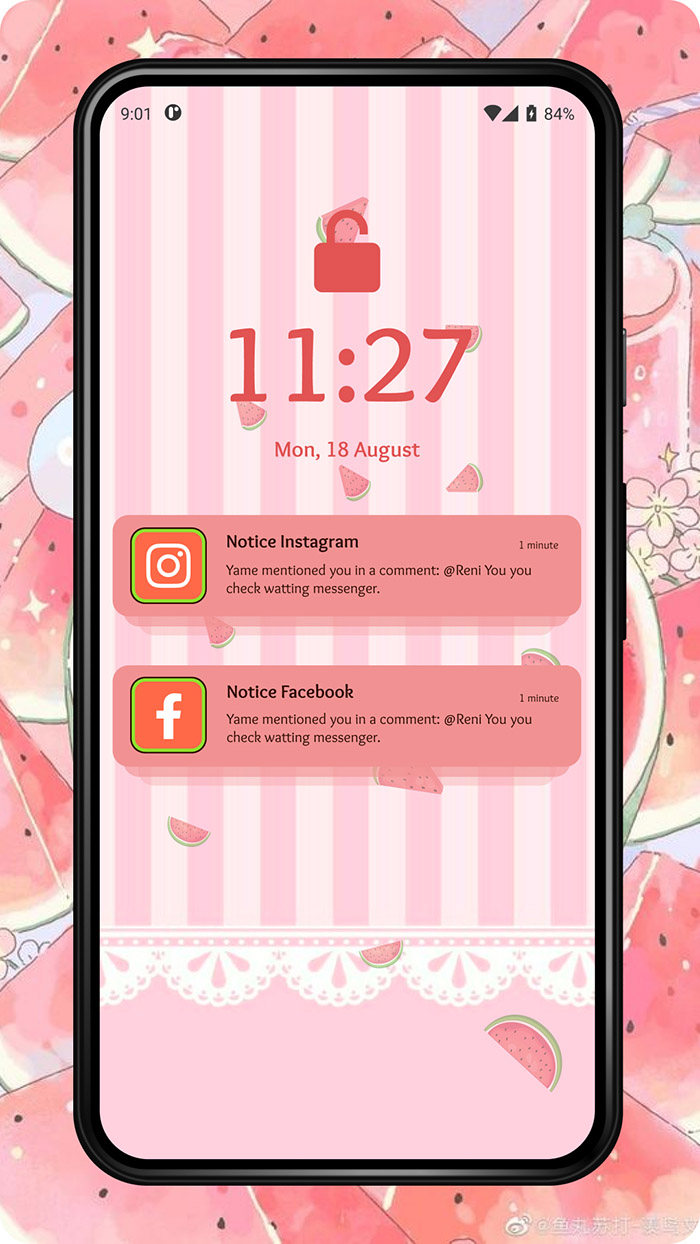 9:01
84%
11:27
Mon, 18 August
Notice Instagram
1 minute
Yame mentioned you in a comment: @Reni You you
check watting messenger.
Notice Facebook
1 minute
Yame mentioned you in a comment: @Reni You you
check watting messenger.
@鱼丸苏打